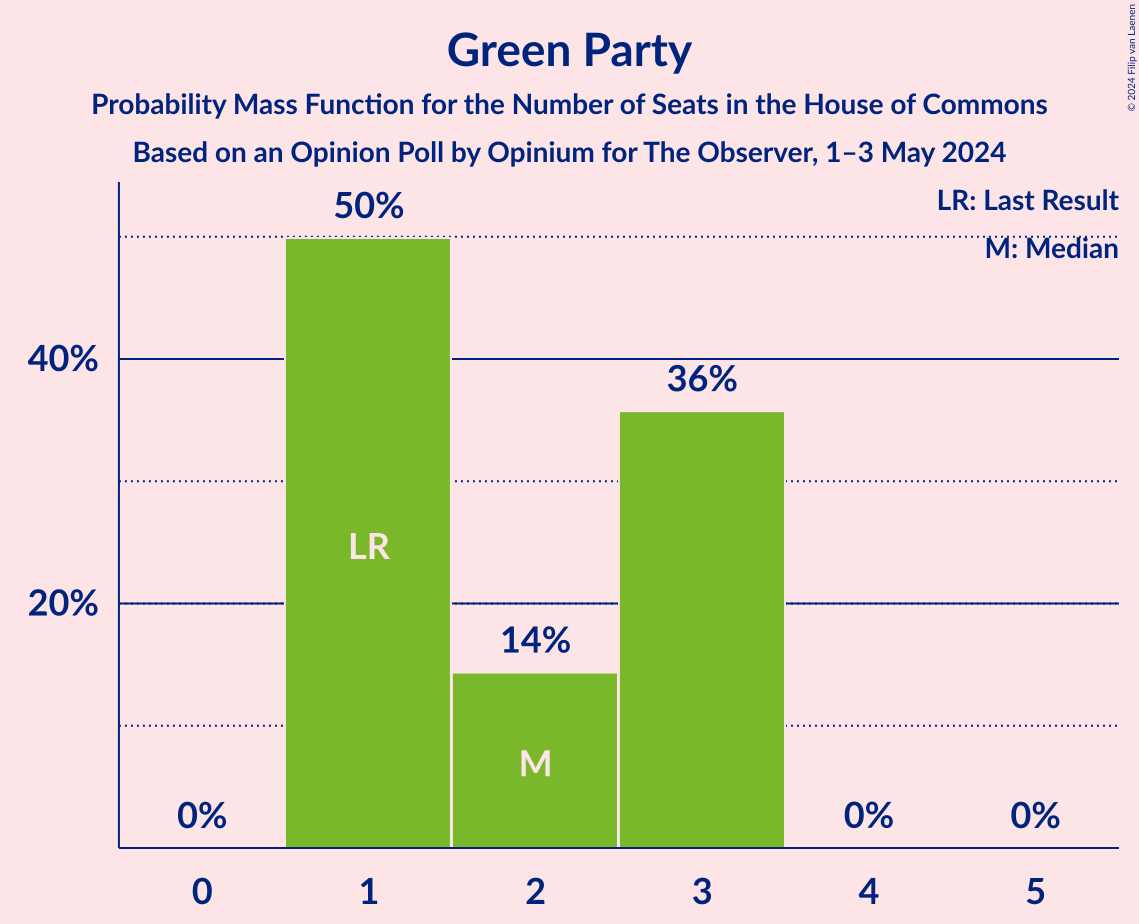 Green Party
Probability Mass Function for the Number of Seats in the House of Commons
Based on an Opinion Poll by Opinium for The Observer, 1–3 May 2024
© 2024 Filip van Laenen
LR: Last Result
M: Median
50%
40%
36%
LR
20%
14%
M
0%
0%
0%
0
1
2
3
4
5